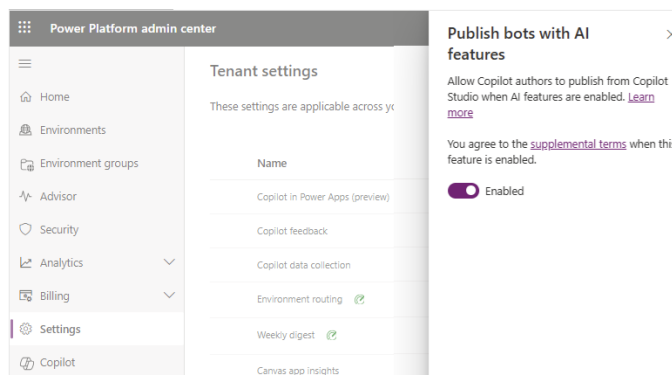 Power Platform admin center
Home
Environments
Environment groups
Advisor
Security
Analytics
Billing
Settings
Copilot
Tenant settings
These settings are applicable across yo
Name
Copilot in Power Apps (preview)
Copilot feedback
Copilot data collection
Environment routing
Weekly digest
Canvas app insights
Publish bots with AI
features
Allow Copilot authors to publish from Copilot
Studio when AI features are enabled. Learn
more
You agree to the supplemental terms when this
feature is enabled.
Enabled